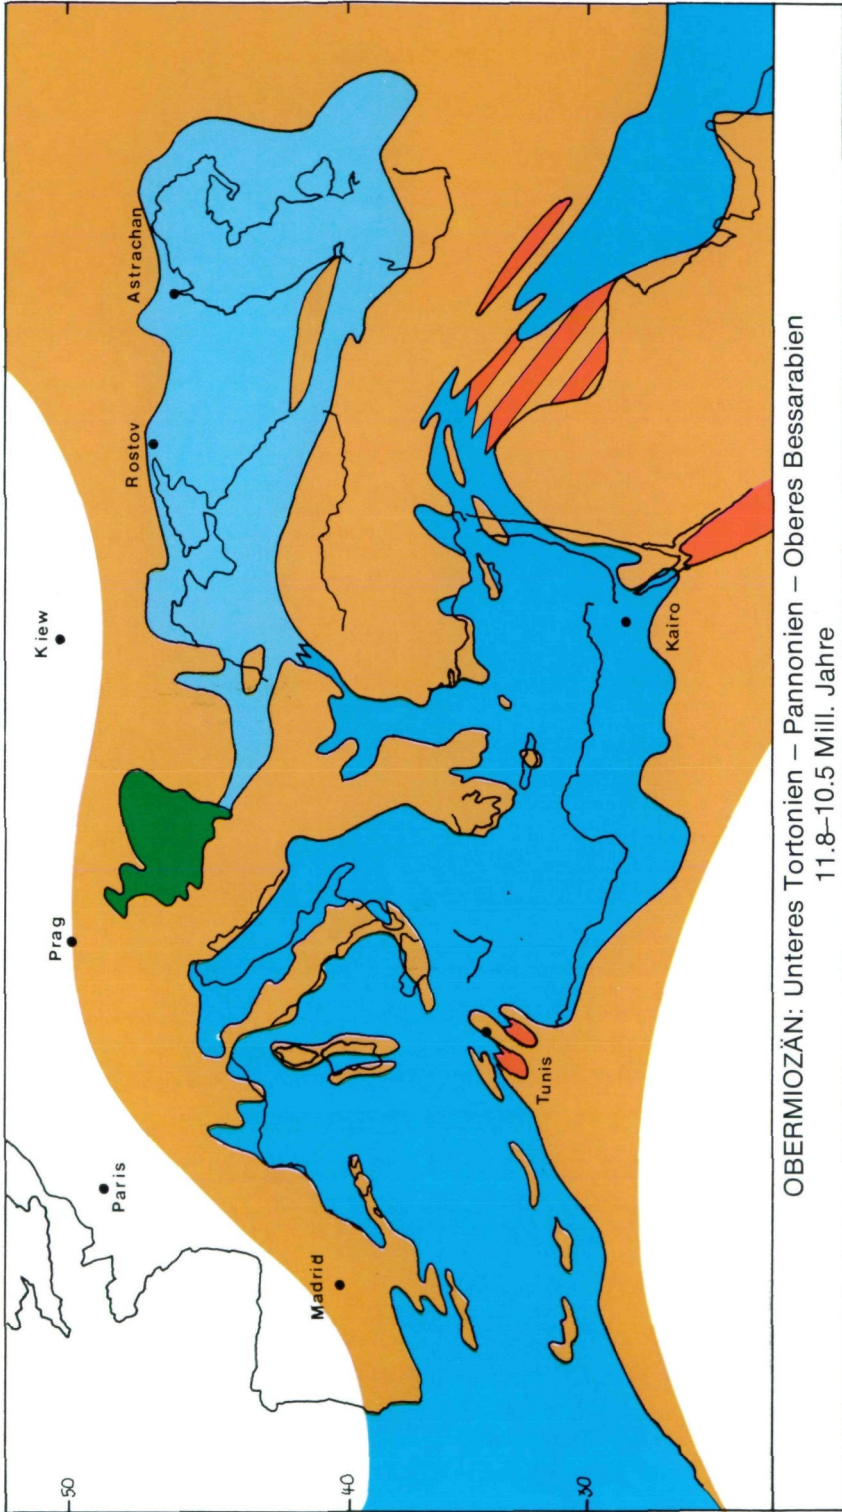 50
40
30
Kiew
Prag
Paris
Madrid
Rostov
Astrachan
Tunis
Kairo
OBERMIOZÄN: Unteres Tortonien – Pannonien – Oberes Bessarabien
11.8–10.5 Mill. Jahre